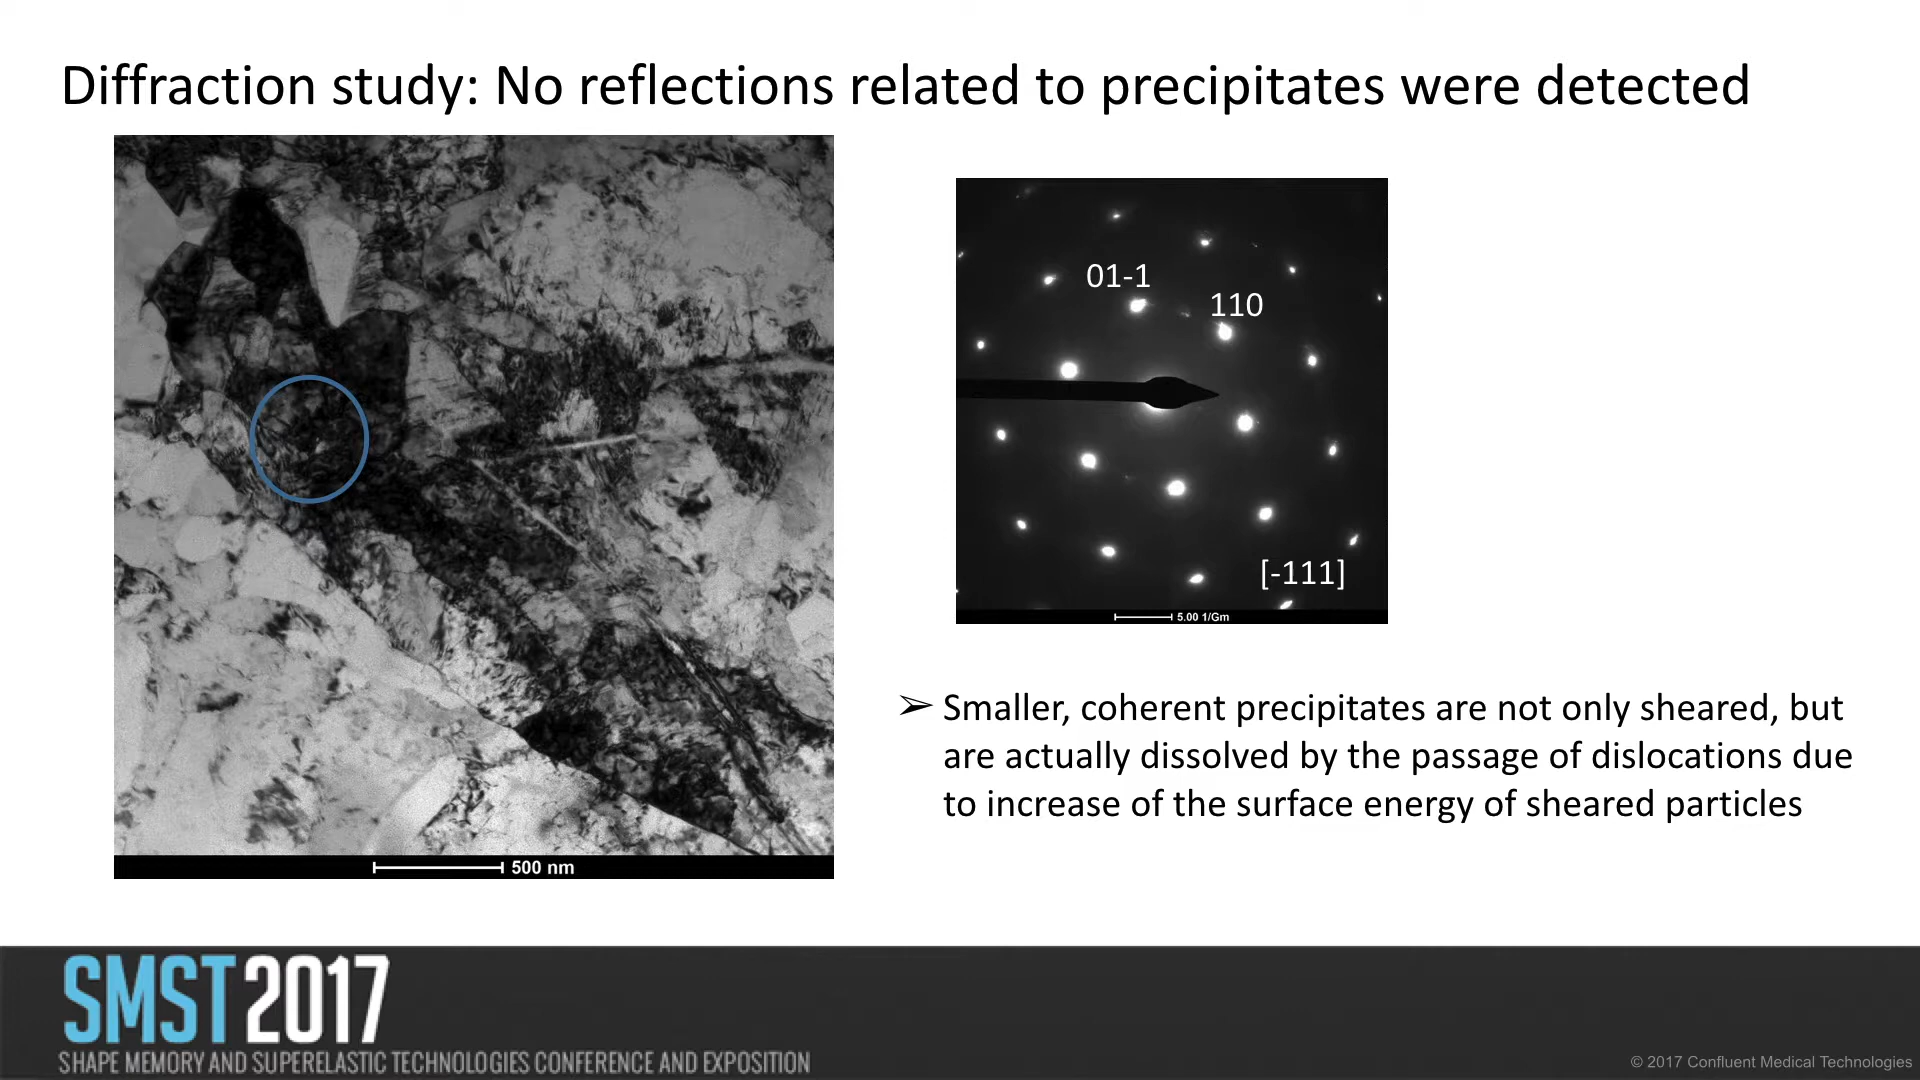 Diffraction study: No reflections related to precipitates were detected
01-1
110
[-111]
5.00 1/Gm
500 nm
➢ Smaller, coherent precipitates are not only sheared, but
are actually dissolved by the passage of dislocations due
to increase of the surface energy of sheared particles
SMST2017
SHAPE MEMORY AND SUPERELASTIC TECHNOLOGIES CONFERENCE AND EXPOSITION
© 2017 Confluent Medical Technologies